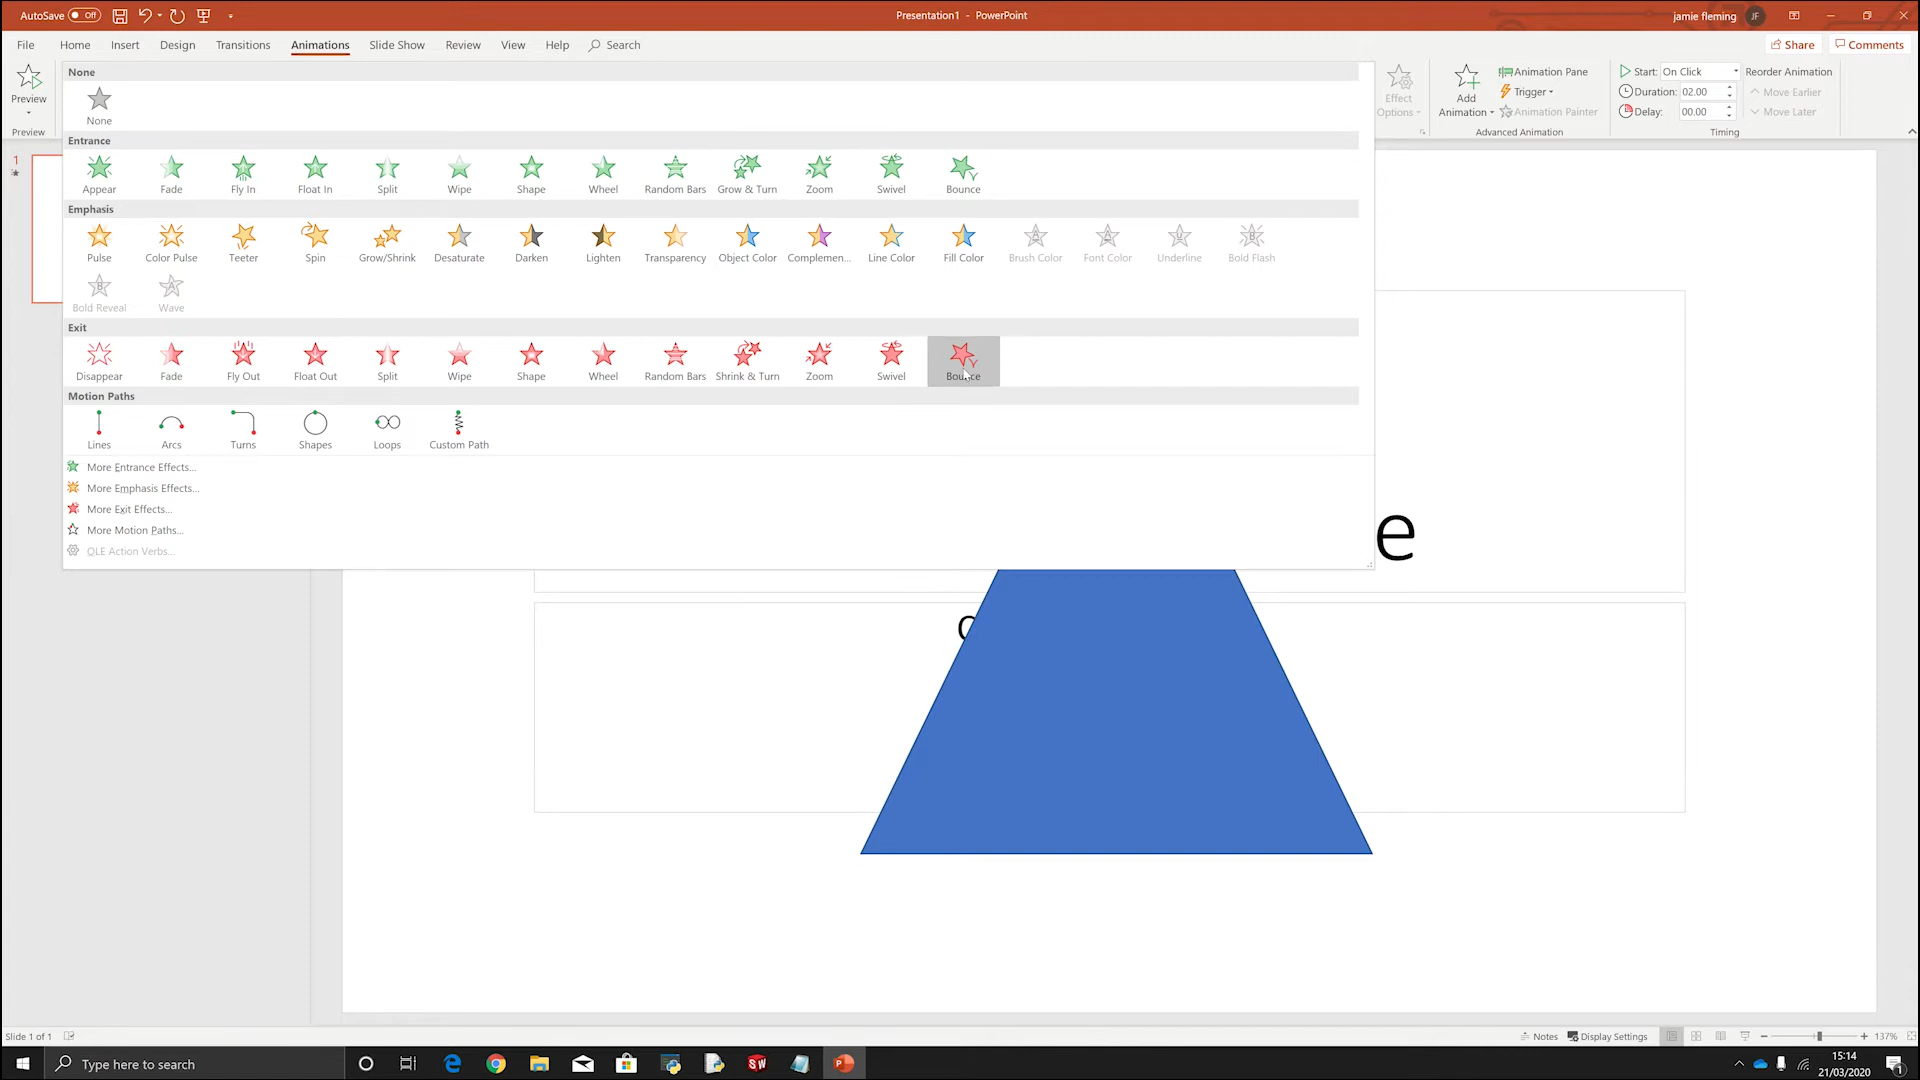 AutoSave Off
Presentation1 - PowerPoint
jamie fleming JF
File Home Insert Design Transitions Animations Slide Show Review View Help Search
Share Comments
Preview
Preview
None
None
Entrance
Appear Fade Fly In Float In Split Wipe Shape Wheel Random Bars Grow & Turn Zoom Swivel Bounce
Emphasis
Pulse Color Pulse Teeter Spin Grow/Shrink Desaturate Darken Lighten Transparency Object Color Complemen... Line Color Fill Color Brush Color Font Color Underline Bold Flash
Bold Reveal Wave
Exit
Disappear Fade Fly Out Float Out Split Wipe Shape Wheel Random Bars Shrink & Turn Zoom Swivel Bounce
Motion Paths
Lines Arcs Turns Shapes Loops Custom Path
More Entrance Effects...
More Emphasis Effects...
More Exit Effects...
More Motion Paths...
OLE Action Verbs...
Effect
Options
Add
Animation
Animation Pane
Trigger
Animation Painter
Advanced Animation
Start: On Click
Duration: 02.00
Delay: 00.00
Reorder Animation
Move Earlier
Move Later
Timing
1
e
Slide 1 of 1
Notes Display Settings 137%
Type here to search
SW
15:14
21/03/2020
1